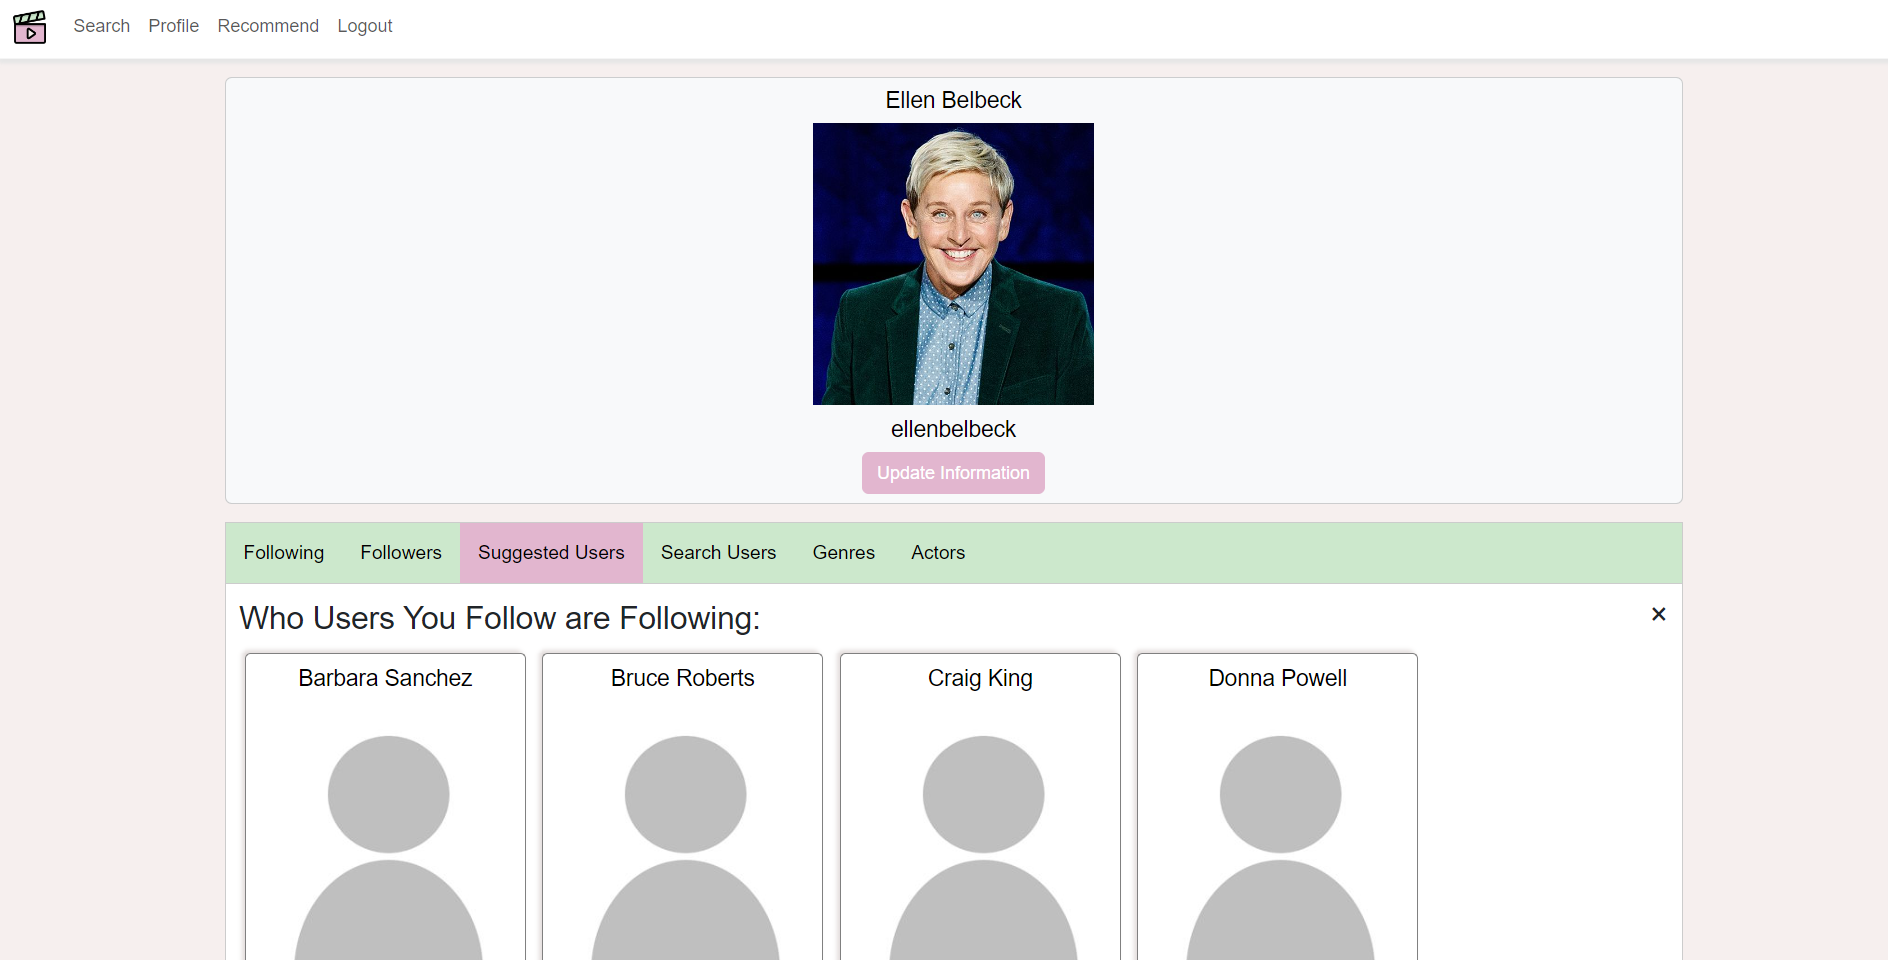 Search Profile Recommend Logout
Ellen Belbeck
ellenbelbeck
Update Information
Following Followers Suggested Users Search Users Genres Actors
Who Users You Follow are Following: ×
Barbara Sanchez Bruce Roberts Craig King Donna Powell